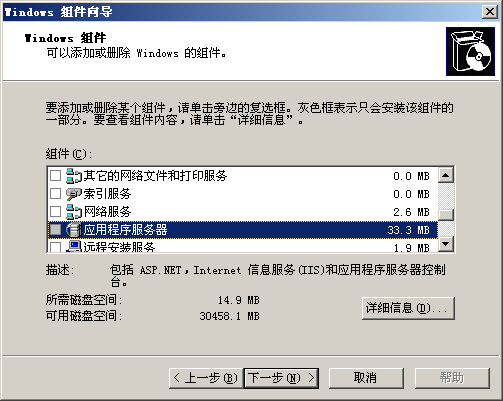 Windows 组件向导
Windows 组件
可以添加或删除 Windows 的组件。
要添加或删除某个组件，请单击旁边的复选框。灰色框表示只会安装该组件的
一部分。要查看组件内容，请单击“详细信息”。
组件(C):
其它的网络文件和打印服务 0.0 MB
索引服务 0.0 MB
网络服务 2.6 MB
应用程序服务器 33.3 MB
远程安装服务 1.9 MB
描述: 包括 ASP.NET，Internet 信息服务(IIS)和应用程序服务器控制
台。
所需磁盘空间: 14.9 MB
可用磁盘空间: 30458.1 MB
详细信息(D)...
< 上一步(B) 下一步(N) > 取消 帮助